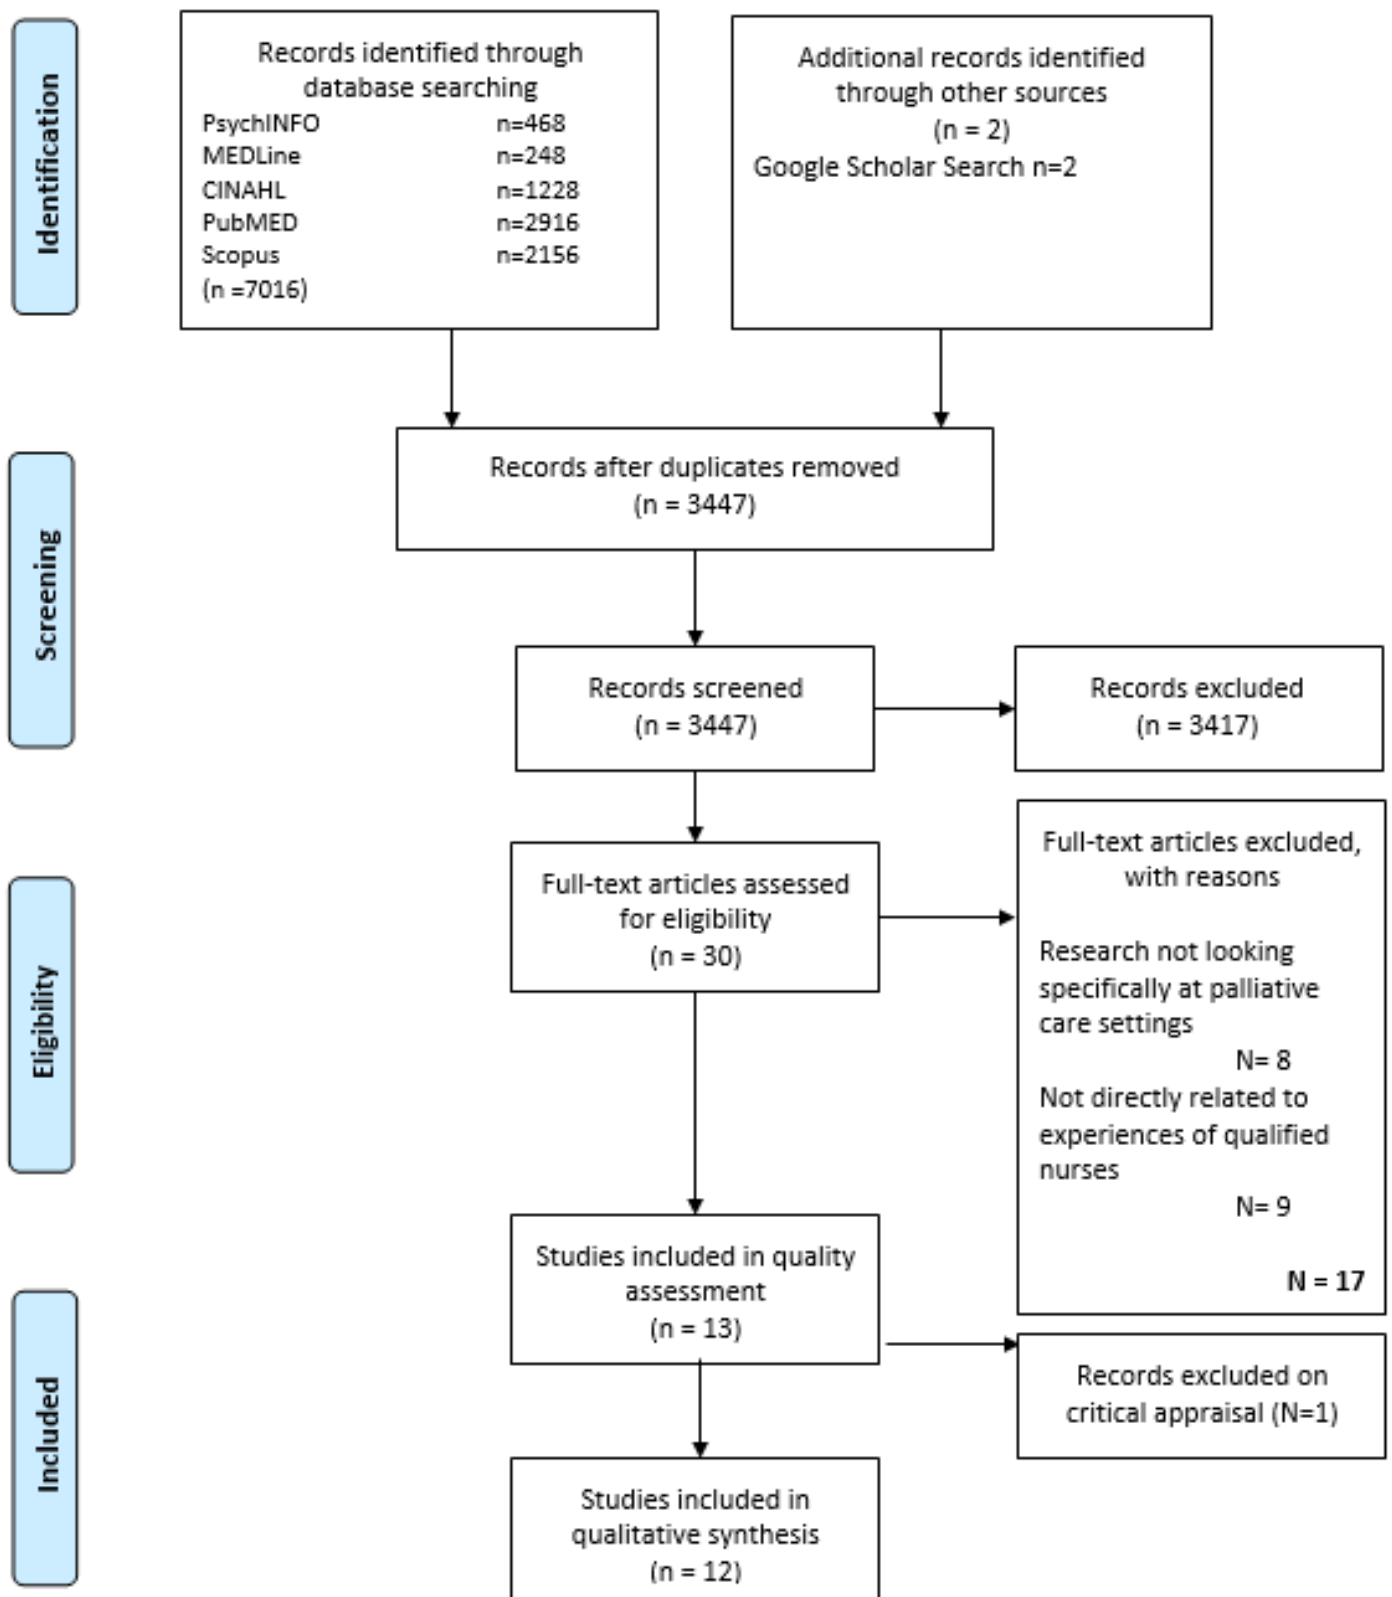 Identification
Records identified through
database searching
PsychINFO n=468
MEDLine n=248
CINAHL n=1228
PubMED n=2916
Scopus n=2156
(n =7016)
Additional records identified
through other sources
(n = 2)
Google Scholar Search n=2
Screening
Records after duplicates removed
(n = 3447)
Records screened
(n = 3447)
Records excluded
(n = 3417)
Eligibility
Full-text articles assessed
for eligibility
(n = 30)
Full-text articles excluded,
with reasons
Research not looking
specifically at palliative
care settings
N= 8
Not directly related to
experiences of qualified
nurses
N= 9
N = 17
Included
Studies included in quality
assessment
(n = 13)
Records excluded on
critical appraisal (N=1)
Studies included in
qualitative synthesis
(n = 12)